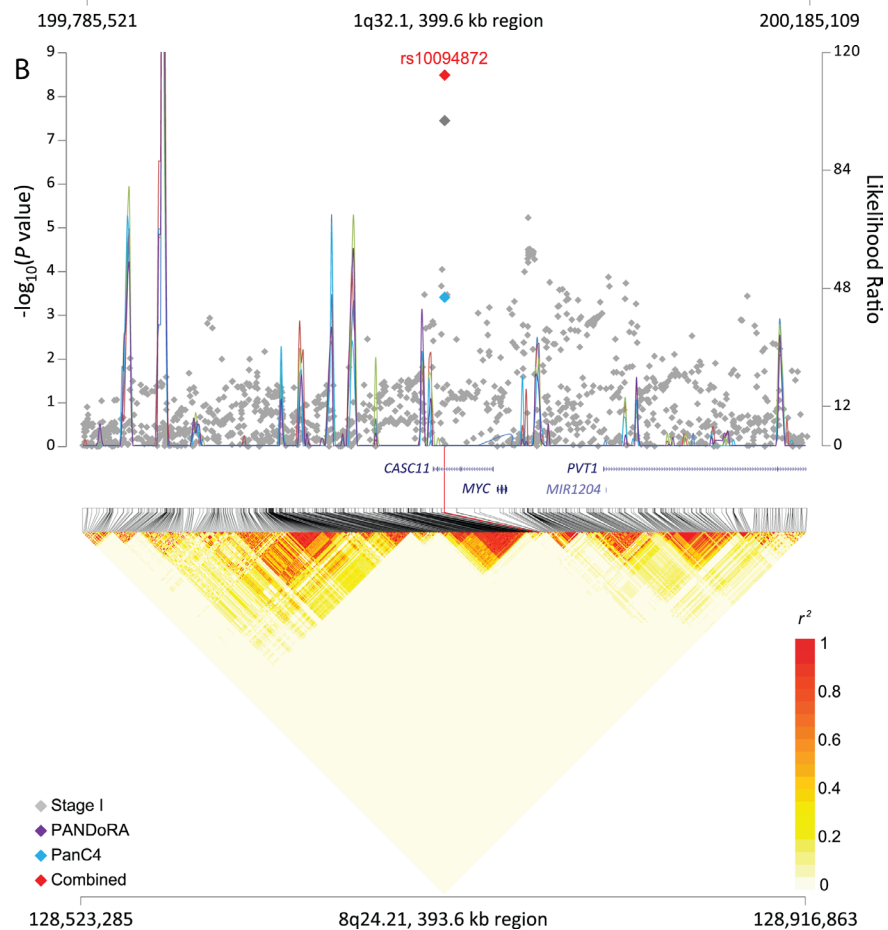 199,785,521 1q32.1, 399.6 kb region 200,185,109
B
rs10094872
9
8
7
6
5
4
3
2
1
0
-log10(P value)
120
84
48
12
0
Likelihood Ratio
CASC11 PVT1
MYC MIR1204
r²
1
0.8
0.6
0.4
0.2
0
Stage I
PANDoRA
PanC4
Combined
128,523,285 8q24.21, 393.6 kb region 128,916,863